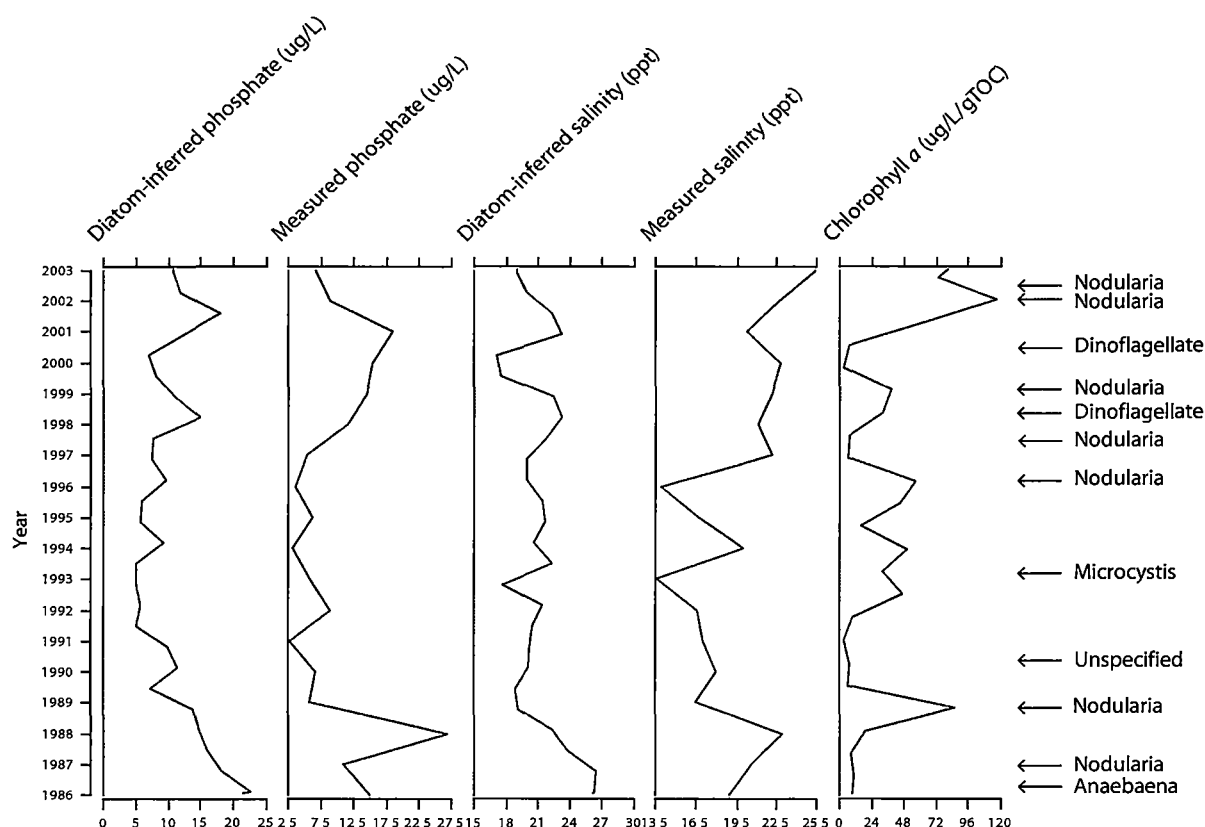 Diatom-inferred phosphate (ug/L)
Measured phosphate (ug/L)
Diatom-inferred salinity (ppt)
Measured salinity (ppt)
Chlorophyll a (ug/L/gTOC)
Year
2003
2002
2001
2000
1999
1998
1997
1996
1995
1994
1993
1992
1991
1990
1989
1988
1987
1986
Nodularia
Nodularia
Dinoflagellate
Nodularia
Dinoflagellate
Nodularia
Nodularia
Microcystis
Unspecified
Nodularia
Nodularia
Anaebaena
0 5 10 15 20 25 2 5 7 5 12 5 17 5 22 5 27 5 15 18 21 24 27 30 13 5 16 5 19 5 22 5 25 5 0 24 48 72 96 120